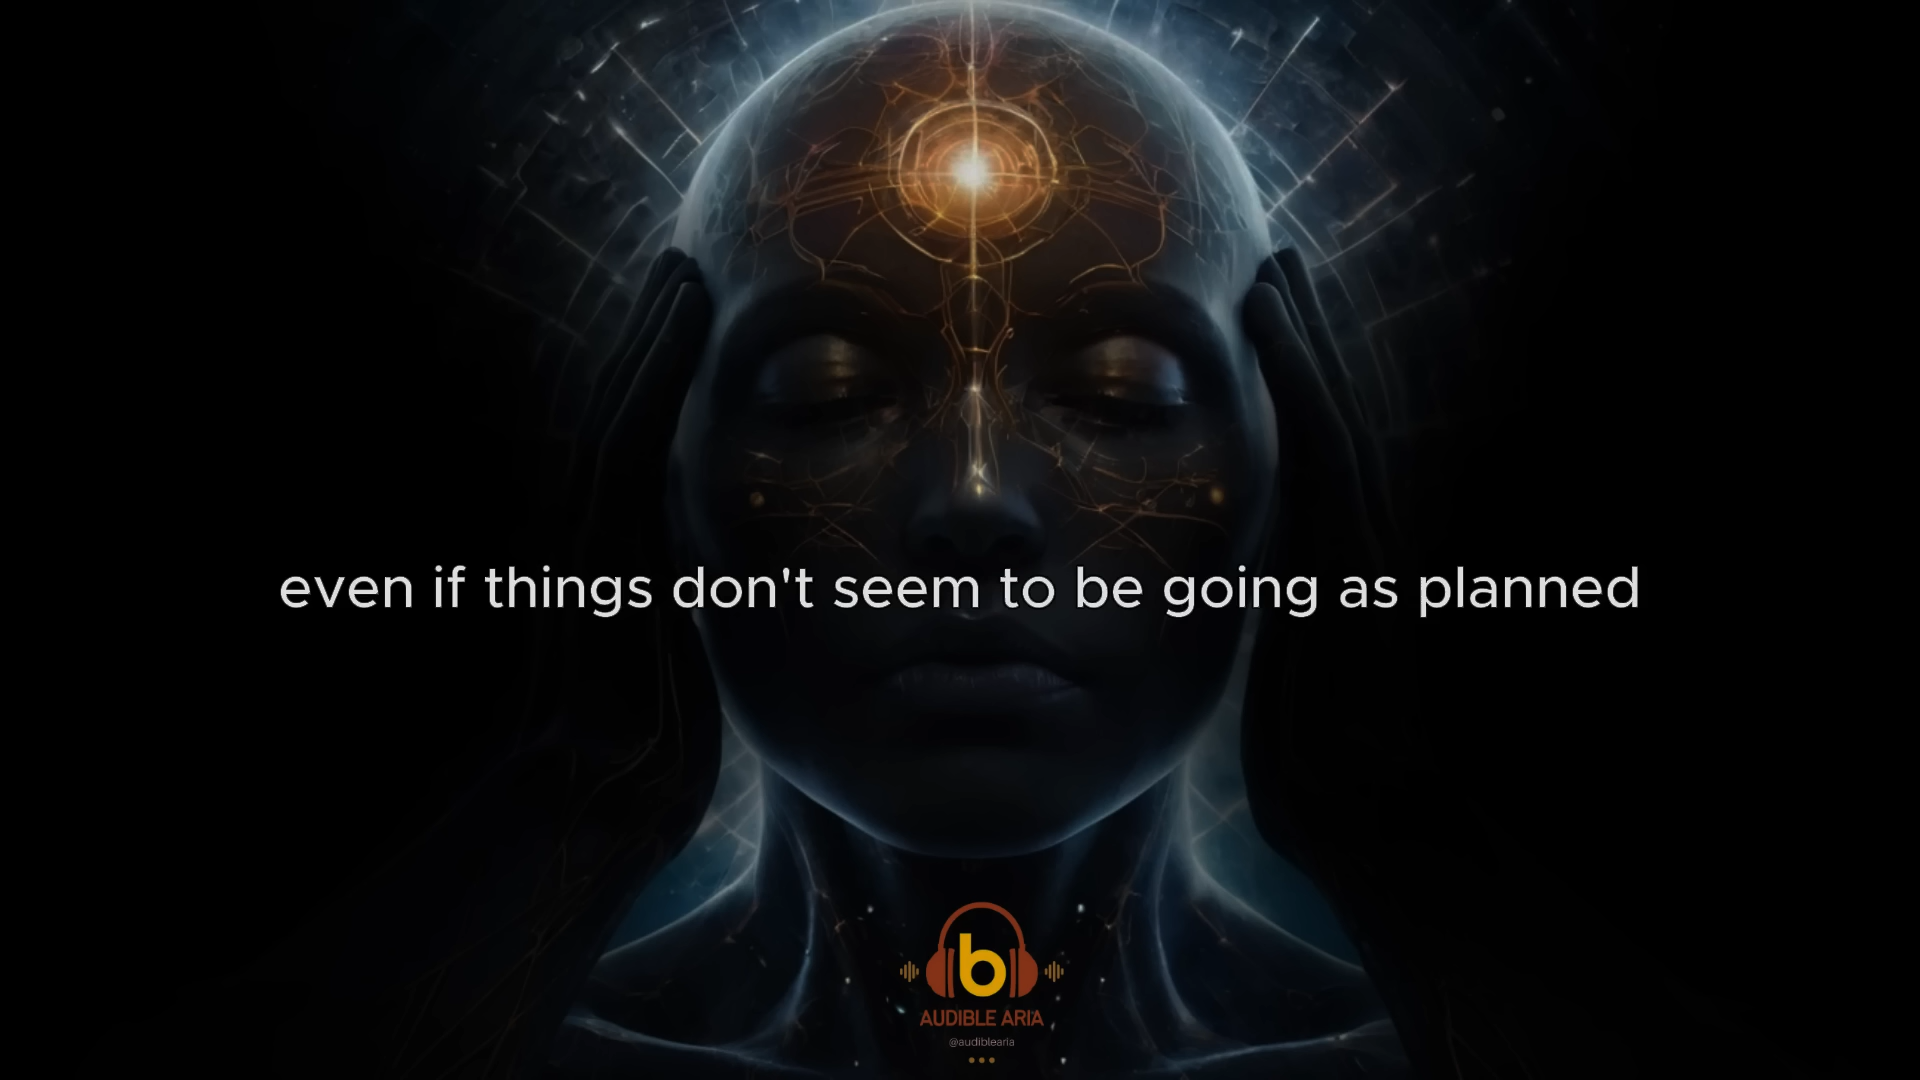 even if things don't seem to be going as planned
b
AUDIBLE ARIA
@audiblearia